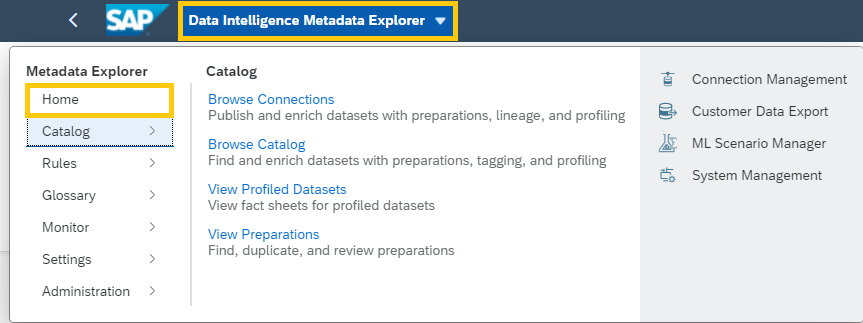 SAP Data Intelligence Metadata Explorer
Metadata Explorer
Home
Catalog
Rules
Glossary
Monitor
Settings
Administration
Catalog
Browse Connections
Publish and enrich datasets with preparations, lineage, and profiling
Browse Catalog
Find and enrich datasets with preparations, tagging, and profiling
View Profiled Datasets
View fact sheets for profiled datasets
View Preparations
Find, duplicate, and review preparations
Connection Management
Customer Data Export
ML Scenario Manager
System Management